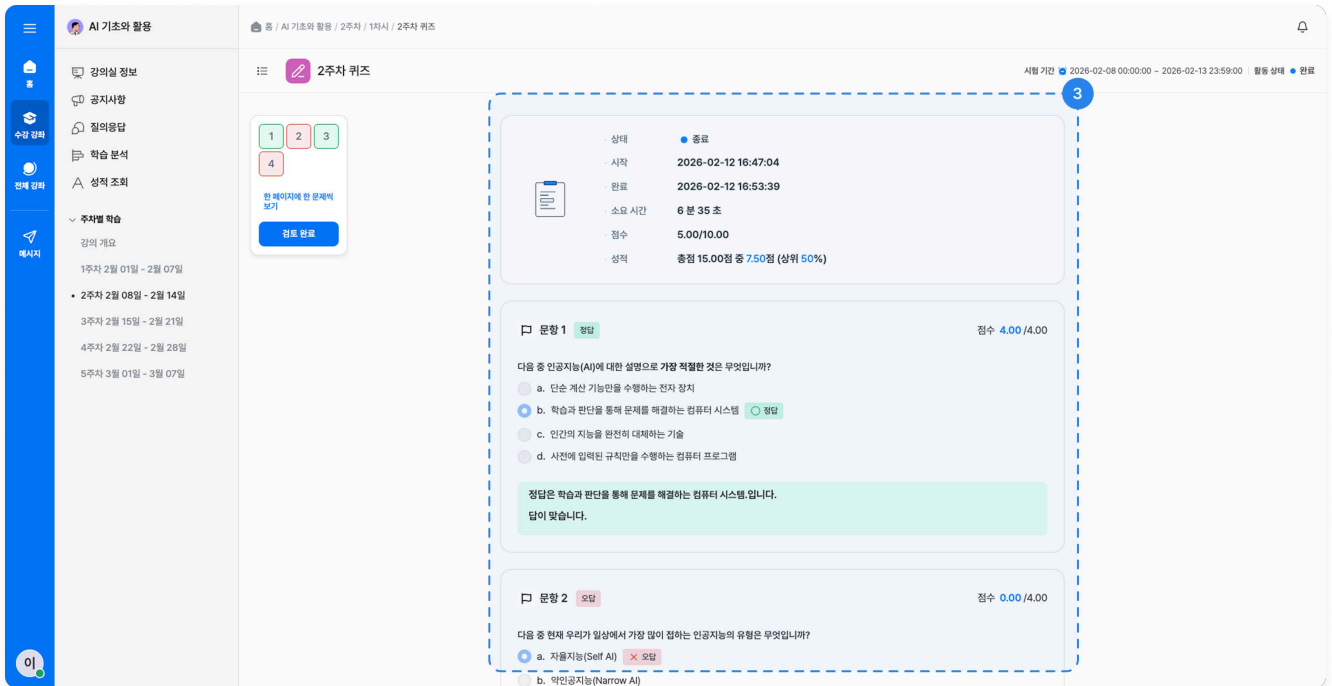 AI 기초와 활용
홈 / AI 기초와 활용 / 2주차 / 1차시 / 2주차 퀴즈
홈
수강 강좌
전체 강좌
메시지
이
강의실 정보
공지사항
질의응답
학습 분석
성적 조회
주차별 학습
강의 개요
1주차 2월 01일 - 2월 07일
• 2주차 2월 08일 - 2월 14일
3주차 2월 15일 - 2월 21일
4주차 2월 22일 - 2월 28일
5주차 3월 01일 - 3월 07일
2주차 퀴즈
시험 기간 2026-02-08 00:00:00 ~ 2026-02-13 23:59:00 | 활동 상태 ● 완료
3
1 2 3
4
한 페이지에 한 문제씩
보기
검토 완료
· 상태 ● 종료
· 시작 2026-02-12 16:47:04
· 완료 2026-02-12 16:53:39
· 소요 시간 6 분 35 초
· 점수 5.00/10.00
· 성적 총점 15.00점 중 7.50점 (상위 50%)
문항 1 정답 점수 4.00 /4.00
다음 중 인공지능(AI)에 대한 설명으로 가장 적절한 것은 무엇입니까?
a. 단순 계산 기능만을 수행하는 전자 장치
b. 학습과 판단을 통해 문제를 해결하는 컴퓨터 시스템 정답
c. 인간의 지능을 완전히 대체하는 기술
d. 사전에 입력된 규칙만을 수행하는 컴퓨터 프로그램
정답은 학습과 판단을 통해 문제를 해결하는 컴퓨터 시스템.입니다.
답이 맞습니다.
문항 2 오답 점수 0.00 /4.00
다음 중 현재 우리가 일상에서 가장 많이 접하는 인공지능의 유형은 무엇입니까?
a. 자율지능(Self AI) × 오답
b. 약인공지능(Narrow AI)